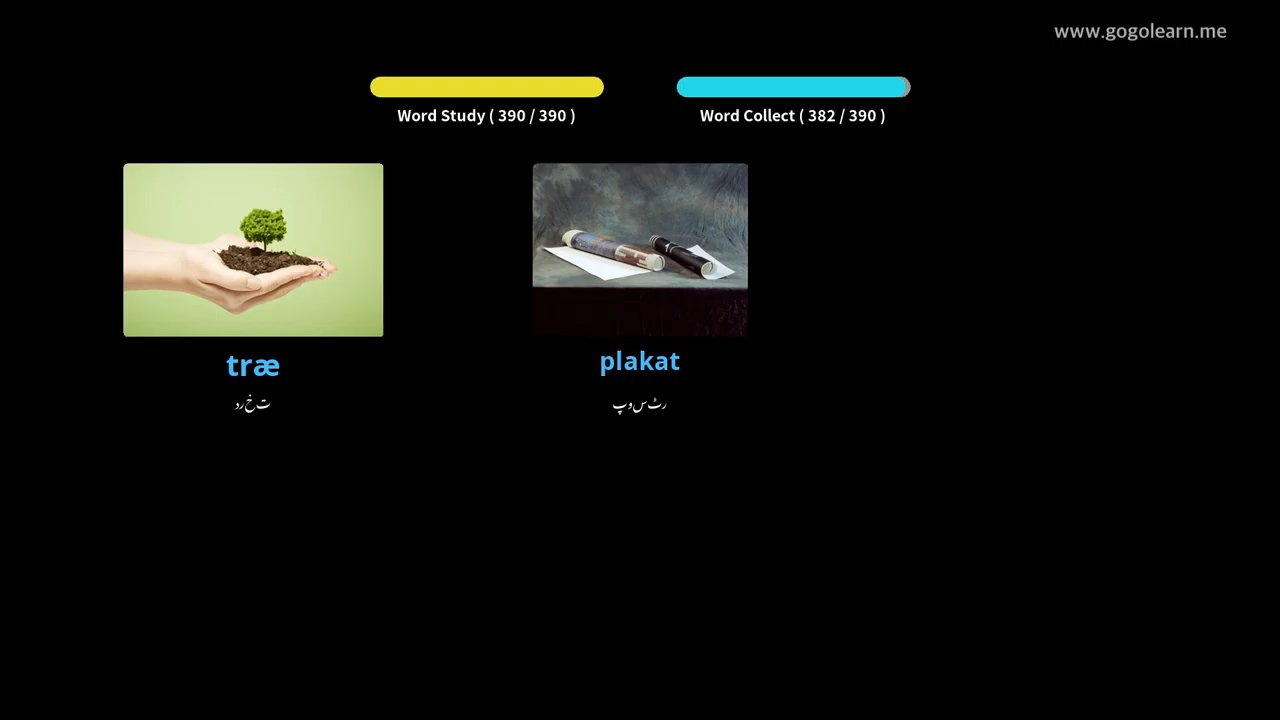 www.gogolearn.me
Word Study ( 390 / 390 )
Word Collect ( 382 / 390 )
træ
تخرد
plakat
رٹسوپ